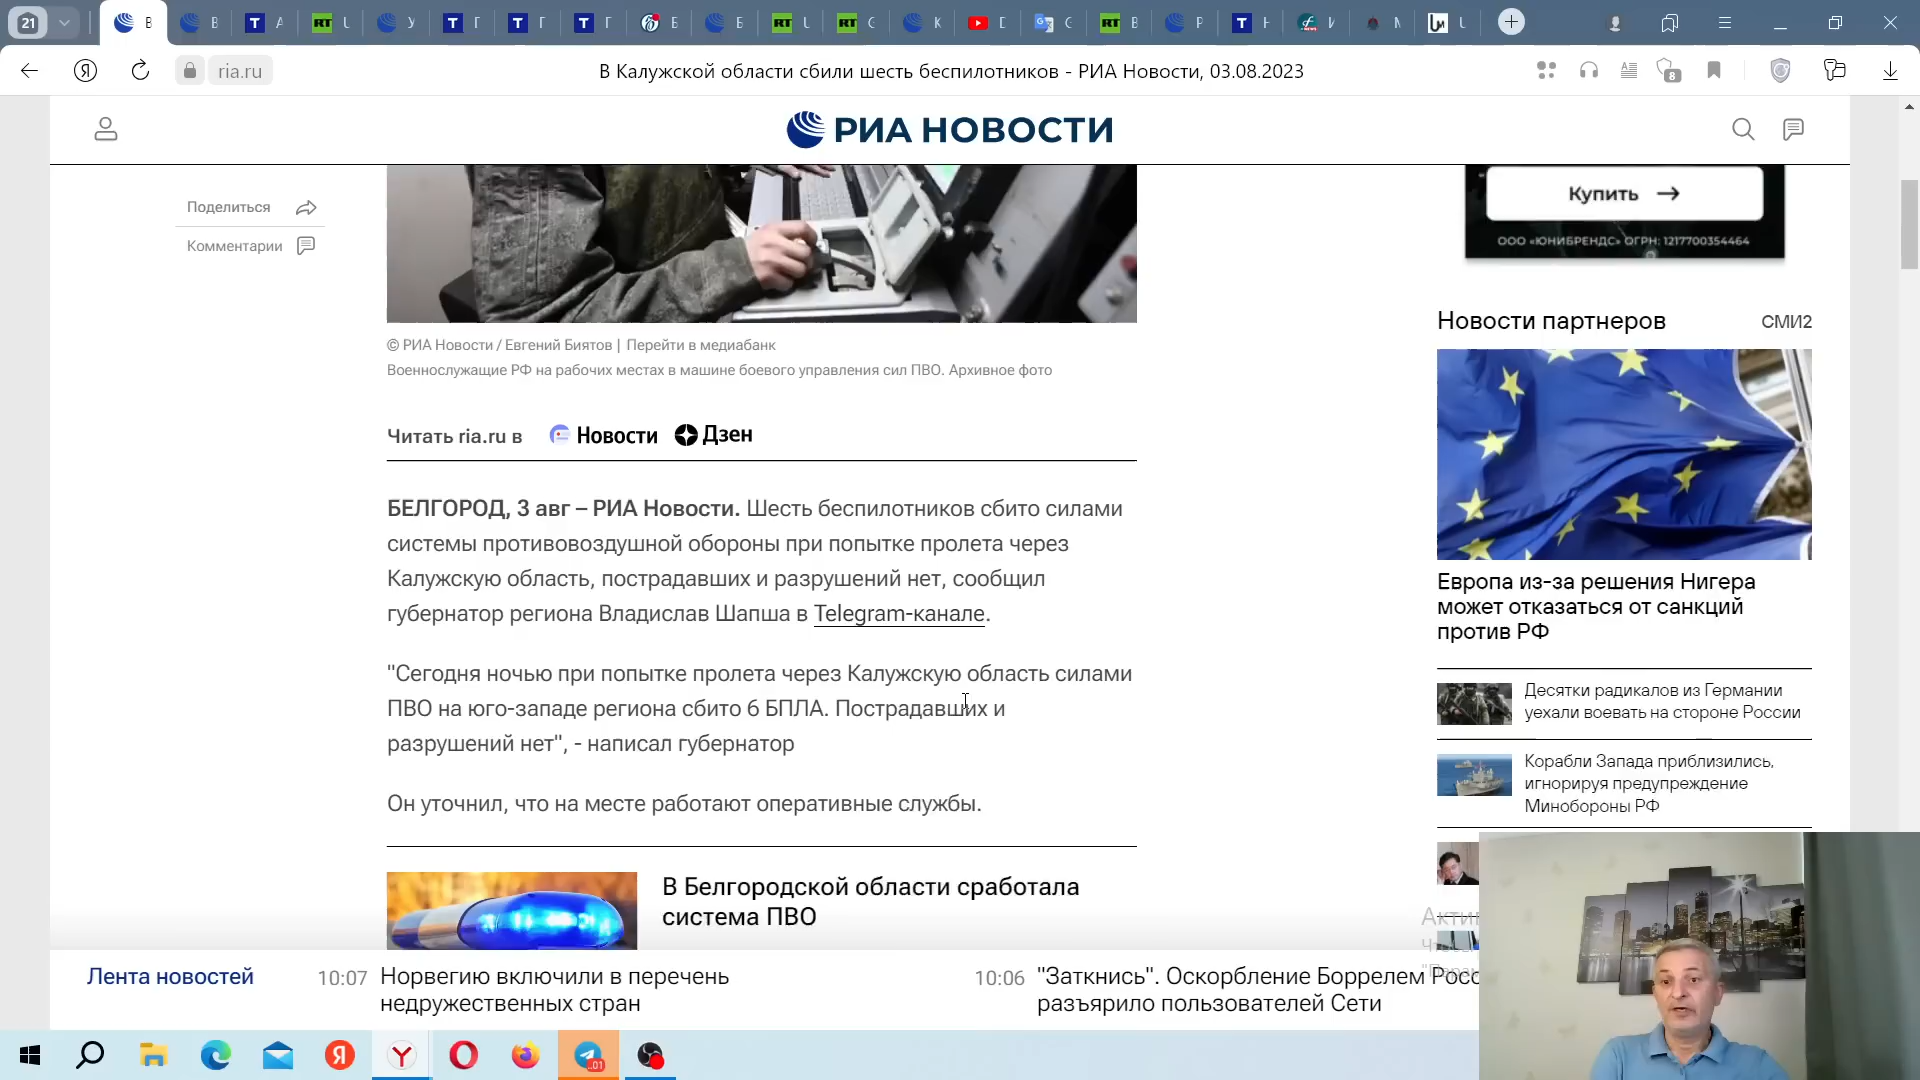 21
В
В
Т А
RT U
У
Т Г
Т Г
Т Г
Б
Б
RT U
RT С
К
С
RT В
Р
Т Н
И
U
ria.ru
В Калужской области сбили шесть беспилотников - РИА Новости, 03.08.2023
8
РИА НОВОСТИ
Поделиться
Комментарии
Купить →
ООО «ЮНИБРЕНДС» ОГРН: 1217700354464
© РИА Новости / Евгений Биятов | Перейти в медиабанк
Военнослужащие РФ на рабочих местах в машине боевого управления сил ПВО. Архивное фото
Читать ria.ru в Новости Дзен
БЕЛГОРОД, 3 авг – РИА Новости. Шесть беспилотников сбито силами
системы противовоздушной обороны при попытке пролета через
Калужскую область, пострадавших и разрушений нет, сообщил
губернатор региона Владислав Шапша в Telegram-канале.
"Сегодня ночью при попытке пролета через Калужскую область силами
ПВО на юго-западе региона сбито 6 БПЛА. Пострадавших и
разрушений нет", - написал губернатор
Он уточнил, что на месте работают оперативные службы.
В Белгородской области сработала
система ПВО
Новости партнеров СМИ2
Европа из-за решения Нигера
может отказаться от санкций
против РФ
Десятки радикалов из Германии
уехали воевать на стороне России
Корабли Запада приблизились,
игнорируя предупреждение
Минобороны РФ
Лента новостей
10:07 Норвегию включили в перечень
недружественных стран
10:06 "Заткнись". Оскорбление Боррелем Росс
разъярило пользователей Сети